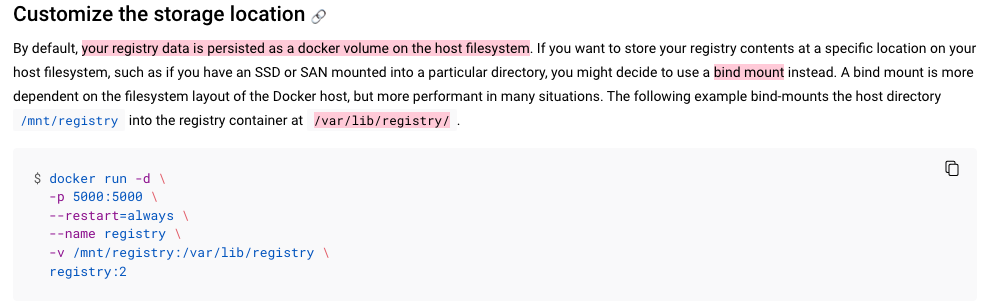 Customize the storage location
By default, your registry data is persisted as a docker volume on the host filesystem. If you want to store your registry contents at a specific location on your
host filesystem, such as if you have an SSD or SAN mounted into a particular directory, you might decide to use a bind mount instead. A bind mount is more
dependent on the filesystem layout of the Docker host, but more performant in many situations. The following example bind-mounts the host directory
/mnt/registry into the registry container at /var/lib/registry/ .
$ docker run -d \
-p 5000:5000 \
--restart=always \
--name registry \
-v /mnt/registry:/var/lib/registry \
registry:2